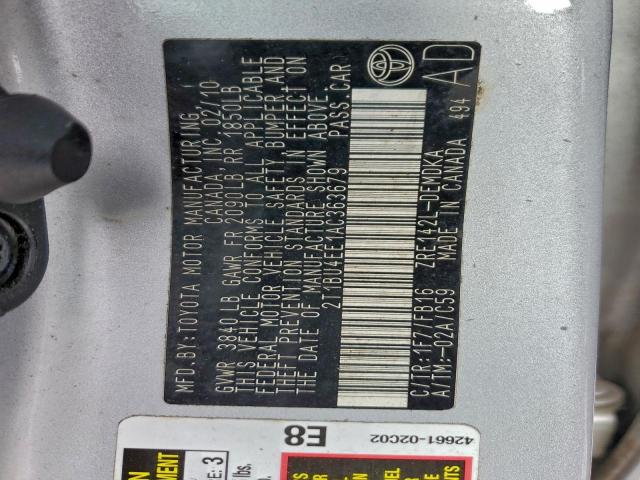 MFD.BY:TOYOTA MOTOR MANUFACTURING
CANADA INC.02/10
GVWR 3840 LB GAWR FR 2090LB RR 1850LB
THIS VEHICLE CONFORMS TO ALL APPLICABLE
FEDERAL MOTOR VEHICLE SAFETY, BUMPER, AND
THEFT PREVENTION STANDARDS IN EFFECT ON
THE DATE OF MANUFACTURE SHOWN ABOVE.
2T1BU4EE1AC363679 PASS.CAR
C/TR:1F7/FB16 ZRE142L-DEMDKA
A/TM:-02A/C59 MADE IN CANADA 494
AD
42661-02C02
E8
: 3
lbs.